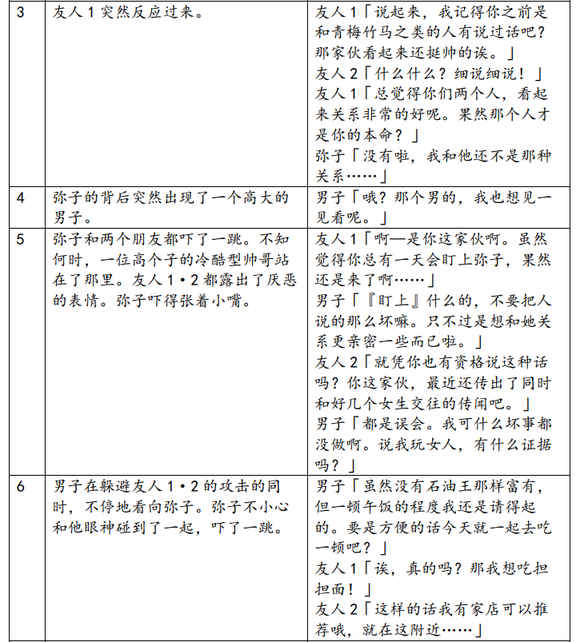 3
友人1突然反应过来。
友人1「说起来，我记得你之前是
和青梅竹马之类的人有说过话吧？
那家伙看起来还挺帅的诶。」
友人2「什么什么？细说细说！」
友人1「总觉得你们两个人，看起
来关系非常的好呢。果然那个人才
是你的本命？」
弥子「没有啦，我和他还不是那种
关系……」
4
弥子的背后突然出现了一个高大的
男子。
男子「哦？那个男的，我也想见一
见看呢。」
5
弥子和两个朋友都吓了一跳。不知
何时，一位高个子的冷酷型帅哥站
在了那里。友人1·2都露出了厌恶
的表情。弥子吓得张着小嘴。
友人1「啊—是你这家伙啊。虽然
觉得你总有一天会盯上弥子，果然
还是来了啊……」
男子「『盯上』什么的，不要把人
说的那么坏嘛。只不过是想和她关
系更亲密一些而已啦。」
友人2「就凭你也有资格说这种话
吗？你这家伙，最近还传出了同时
和好几个女生交往的传闻吧。」
男子「都是误会。我可什么坏事都
没做啊。说我玩女人，有什么证据
吗？」
6
男子在躲避友人1·2的攻击的同
时，不停地看向弥子。弥子不小心
和他眼神碰到了一起，吓了一跳。
男子「虽然没有石油王那样富有，
但一顿午饭的程度我还是请得起
的。要是方便的话今天就一起去吃
一顿吧？」
友人1「诶，真的吗？那我想吃担
担面！」
友人2「这样的话我有家店可以推
荐哦，就在这附近……」